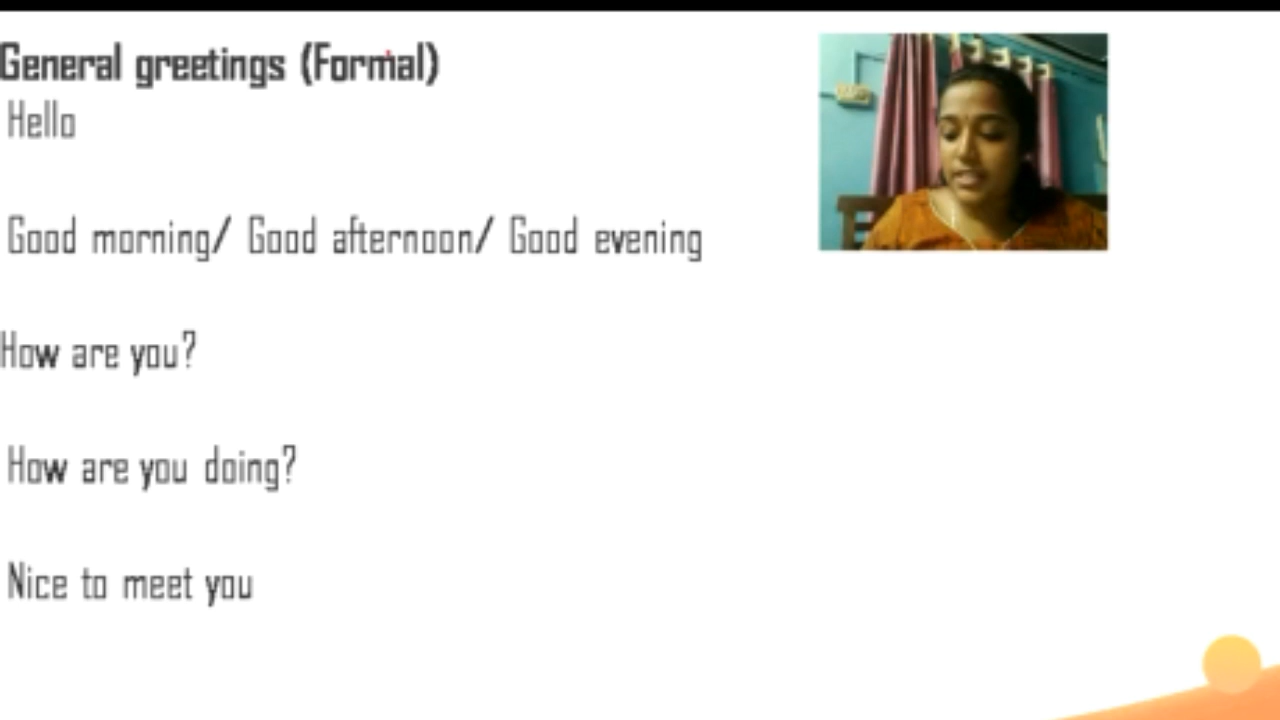 General greetings (Formal)
Hello
Good morning/ Good afternoon/ Good evening
How are you?
How are you doing?
Nice to meet you